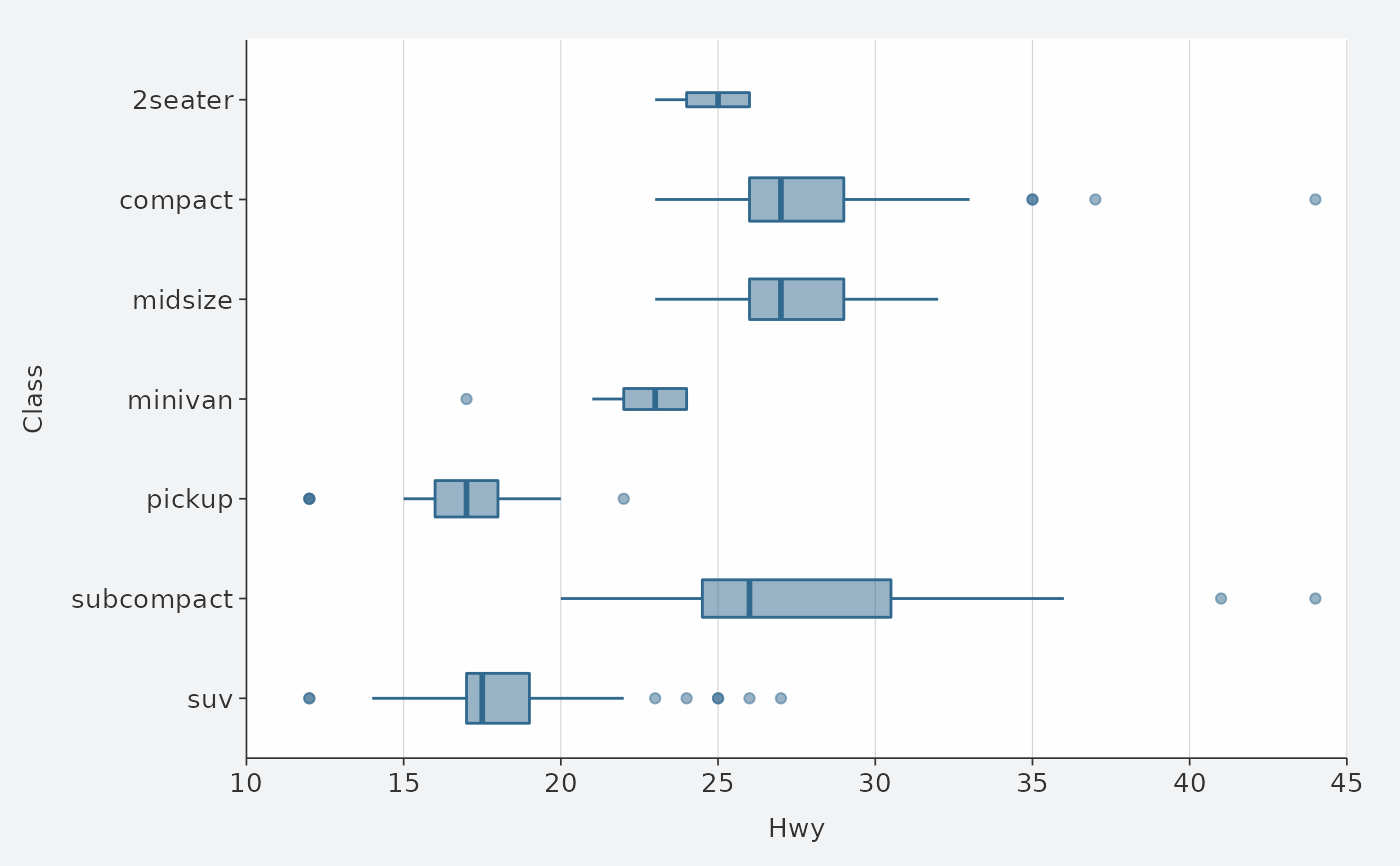 2seater
compact
midsize
minivan
pickup
subcompact
suv
Class
10 15 20 25 30 35 40 45
Hwy